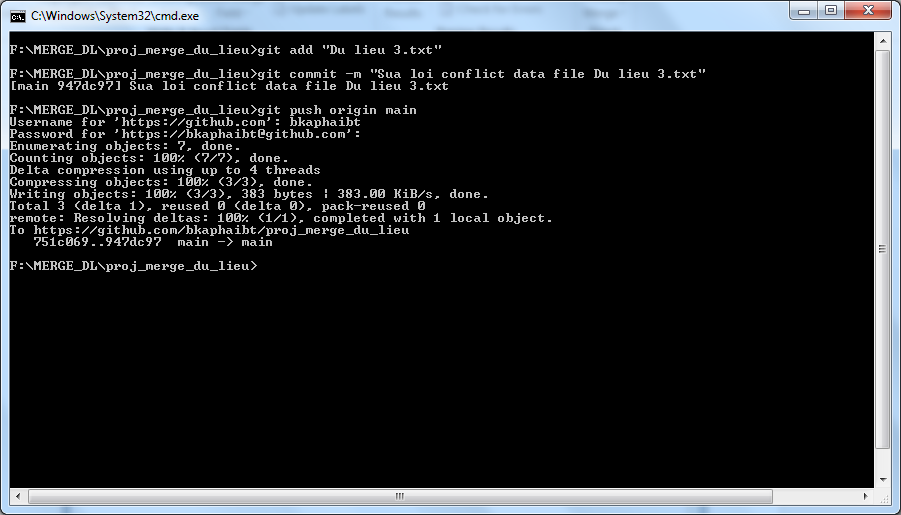 C:\Windows\System32\cmd.exe
F:\MERGE_DL\proj_merge_du_lieu>git add "Du lieu 3.txt"
F:\MERGE_DL\proj_merge_du_lieu>git commit -m "Sua loi conflict data file Du lieu 3.txt"
[main 947dc97] Sua loi conflict data file Du lieu 3.txt
F:\MERGE_DL\proj_merge_du_lieu>git push origin main
Username for 'https://github.com': bkaphaibt
Password for 'https://bkaphaibt@github.com':
Enumerating objects: 7, done.
Counting objects: 100% (7/7), done.
Delta compression using up to 4 threads
Compressing objects: 100% (3/3), done.
Writing objects: 100% (3/3), 383 bytes | 383.00 KiB/s, done.
Total 3 (delta 1), reused 0 (delta 0), pack-reused 0
remote: Resolving deltas: 100% (1/1), completed with 1 local object.
To https://github.com/bkaphaibt/proj_merge_du_lieu
   751c069..947dc97  main -> main
F:\MERGE_DL\proj_merge_du_lieu>